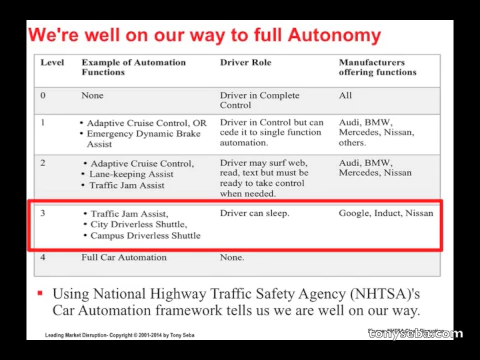 We're well on our way to full Autonomy
Level Example of Automation Functions Driver Role Manufacturers offering functions
0 None Driver in Complete Control All
1 • Adaptive Cruise Control, OR • Emergency Dynamic Brake Assist Driver in Control but can cede it to single function automation. Audi, BMW, Mercedes, Nissan, others.
2 • Adaptive Cruise Control, • Lane-keeping Assist • Traffic Jam Assist Driver may surf web, read, text but must be ready to take control when needed. Audi, BMW, Mercedes, Nissan
3 • Traffic Jam Assist, • City Driverless Shuttle, • Campus Driverless Shuttle Driver can sleep. Google, Induct, Nissan
4 Full Car Automation None.
▪ Using National Highway Traffic Safety Agency (NHTSA)'s
Car Automation framework tells us we are well on our way.
Leading Market Disruption- Copyright © 2001-2014 by Tony Seba
tonyseba.com